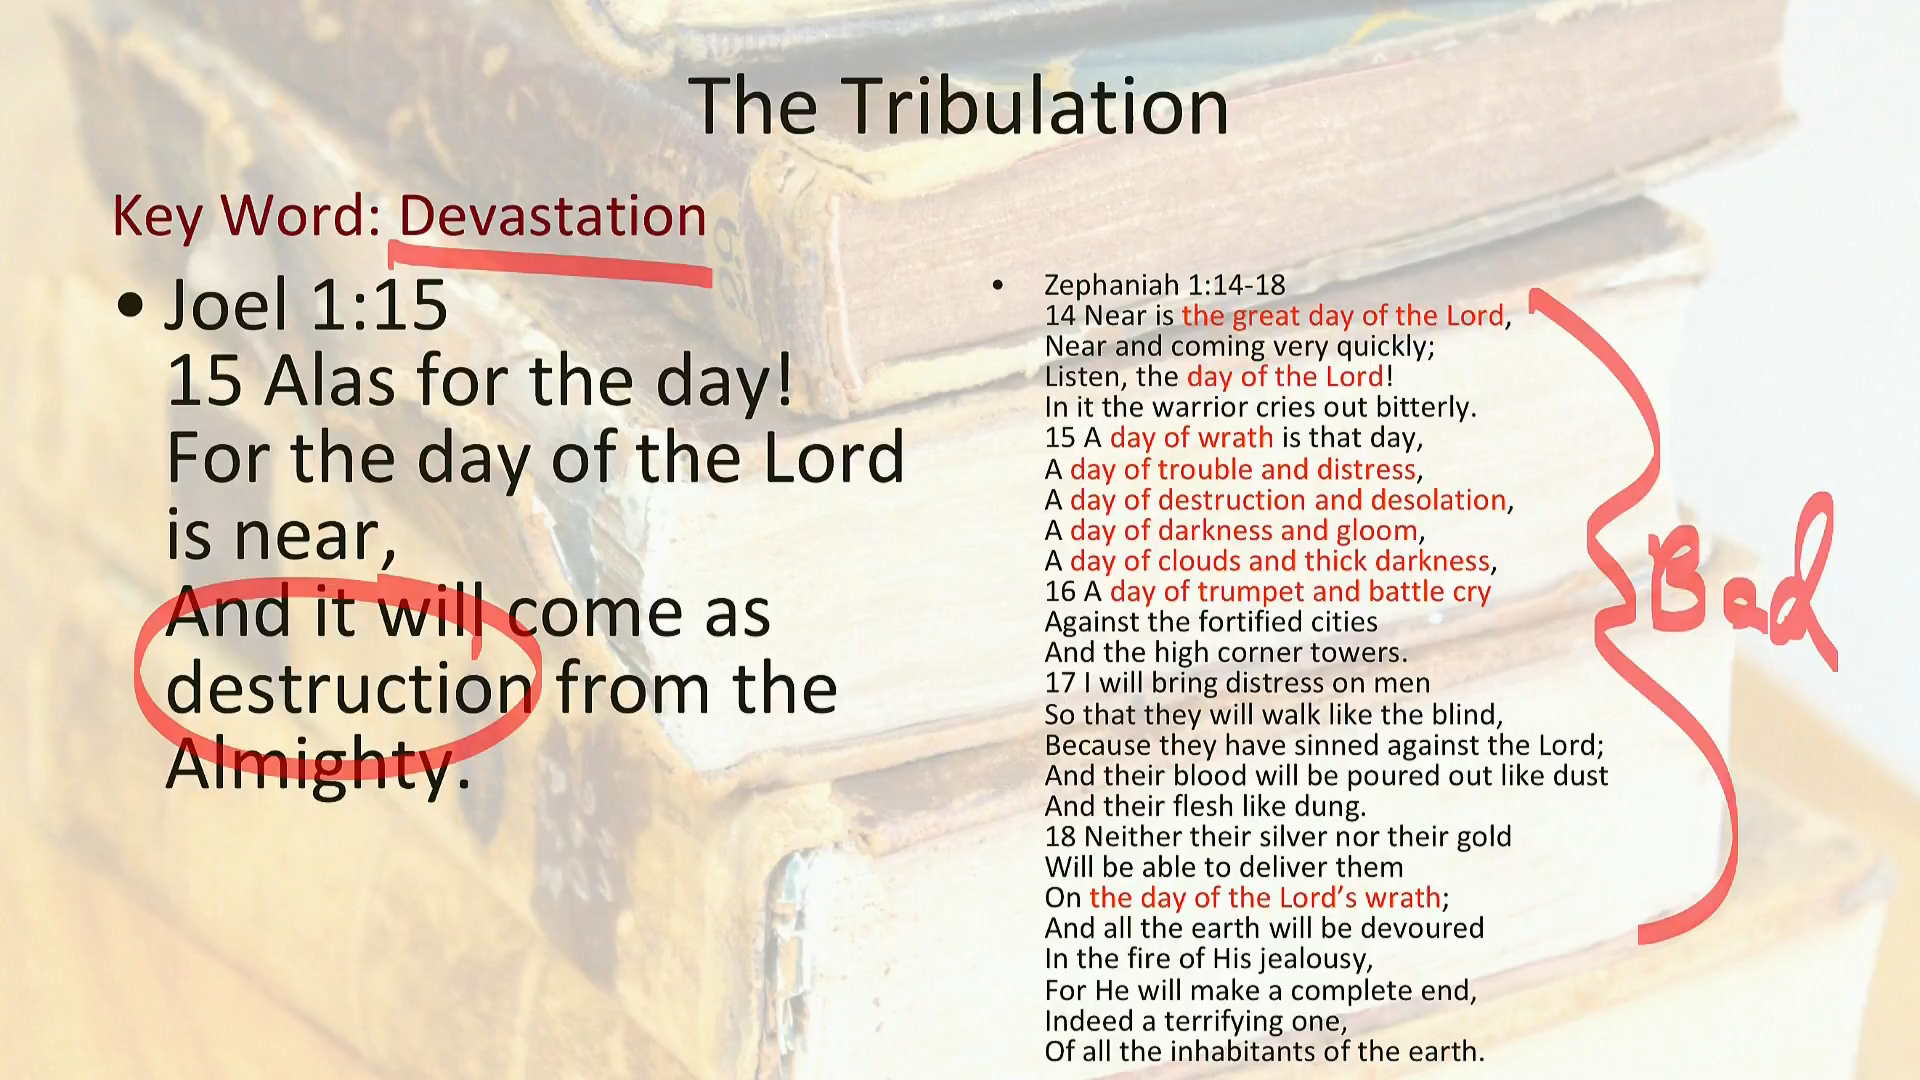 The Tribulation
Key Word: Devastation
• Joel 1:15
15 Alas for the day!
For the day of the Lord
is near,
And it will come as
destruction from the
Almighty.
• Zephaniah 1:14-18
14 Near is the great day of the Lord,
Near and coming very quickly;
Listen, the day of the Lord!
In it the warrior cries out bitterly.
15 A day of wrath is that day,
A day of trouble and distress,
A day of destruction and desolation,
A day of darkness and gloom,
A day of clouds and thick darkness,
16 A day of trumpet and battle cry
Against the fortified cities
And the high corner towers.
17 I will bring distress on men
So that they will walk like the blind,
Because they have sinned against the Lord;
And their blood will be poured out like dust
And their flesh like dung.
18 Neither their silver nor their gold
Will be able to deliver them
On the day of the Lord’s wrath;
And all the earth will be devoured
In the fire of His jealousy,
For He will make a complete end,
Indeed a terrifying one,
Of all the inhabitants of the earth.
Bad